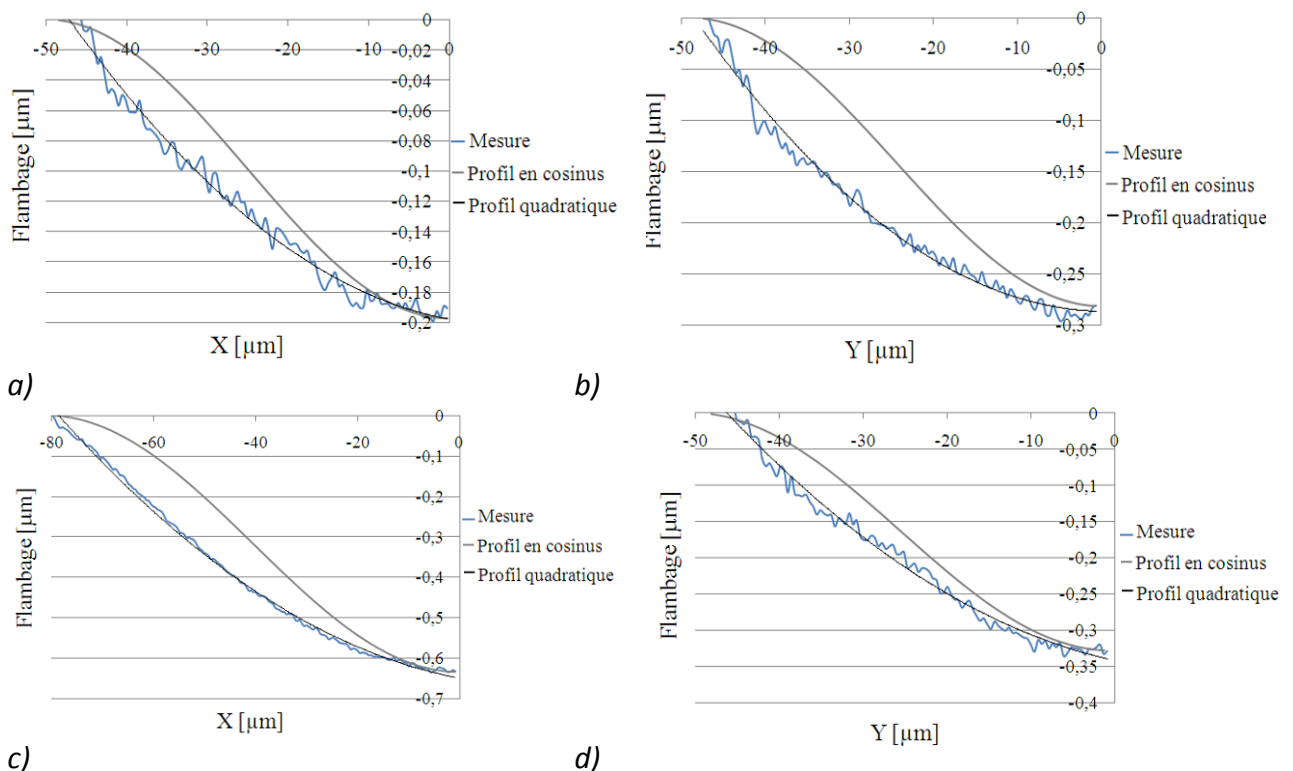 0
-50 -40 -30 -20 -10 0
-0,02
-0,04
-0,06
-0,08
-0,1
-0,12
-0,14
-0,16
-0,18
-0,2
Flambage [µm]
X [µm]
Mesure
Profil en cosinus
Profil quadratique
a)
0
-50 -40 -30 -20 -10 0
-0,05
-0,1
-0,15
-0,2
-0,25
-0,3
Flambage [µm]
Y [µm]
Mesure
Profil en cosinus
Profil quadratique
b)
0
-80 -60 -40 -20 0
-0,1
-0,2
-0,3
-0,4
-0,5
-0,6
-0,7
Flambage [µm]
X [µm]
Mesure
Profil en cosinus
Profil quadratique
c)
0
-50 -40 -30 -20 -10 0
-0,05
-0,1
-0,15
-0,2
-0,25
-0,3
-0,35
-0,4
Flambage [µm]
Y [µm]
Mesure
Profil en cosinus
Profil quadratique
d)